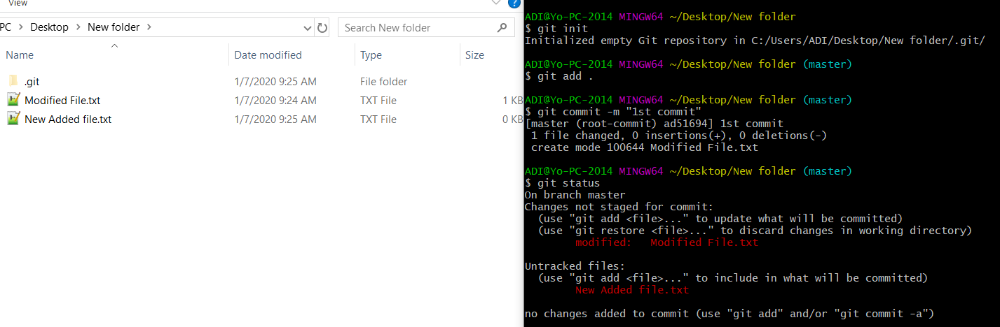 View
?
PC > Desktop > New folder >
Search New folder
Name Date modified Type Size
.git 1/7/2020 9:25 AM File folder
Modified File.txt 1/7/2020 9:24 AM TXT File 1 KB
New Added file.txt 1/7/2020 9:25 AM TXT File 0 KB
ADI@Yo-PC-2014 MINGW64 ~/Desktop/New folder
$ git init
Initialized empty Git repository in C:/Users/ADI/Desktop/New folder/.git/
ADI@Yo-PC-2014 MINGW64 ~/Desktop/New folder (master)
$ git add .
ADI@Yo-PC-2014 MINGW64 ~/Desktop/New folder (master)
$ git commit -m "1st commit"
[master (root-commit) ad51694] 1st commit
1 file changed, 0 insertions(+), 0 deletions(-)
create mode 100644 Modified File.txt
ADI@Yo-PC-2014 MINGW64 ~/Desktop/New folder (master)
$ git status
On branch master
Changes not staged for commit:
(use "git add <file>..." to update what will be committed)
(use "git restore <file>..." to discard changes in working directory)
modified: Modified File.txt
Untracked files:
(use "git add <file>..." to include in what will be committed)
New Added file.txt
no changes added to commit (use "git add" and/or "git commit -a")